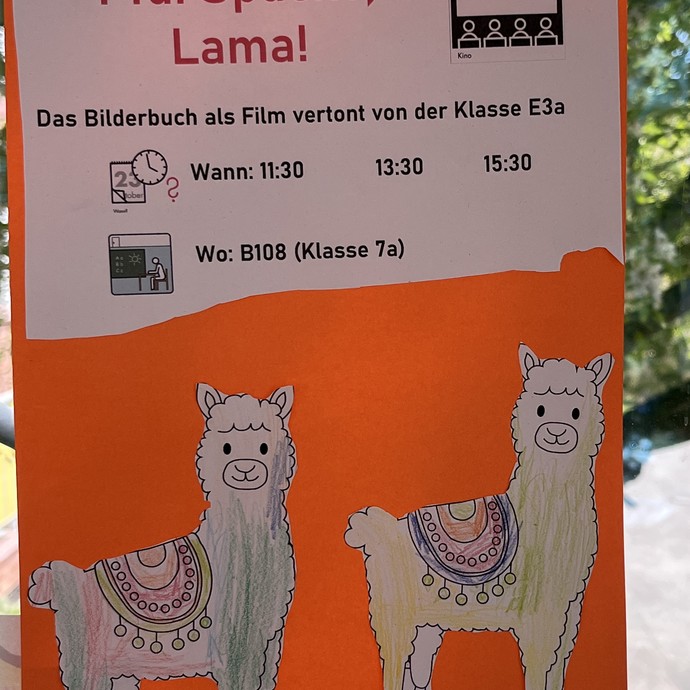 Lama!
Kino
Das Bilderbuch als Film vertont von der Klasse E3a
Wann: 11:30 13:30 15:30
23
Wo: B108 (Klasse 7a)